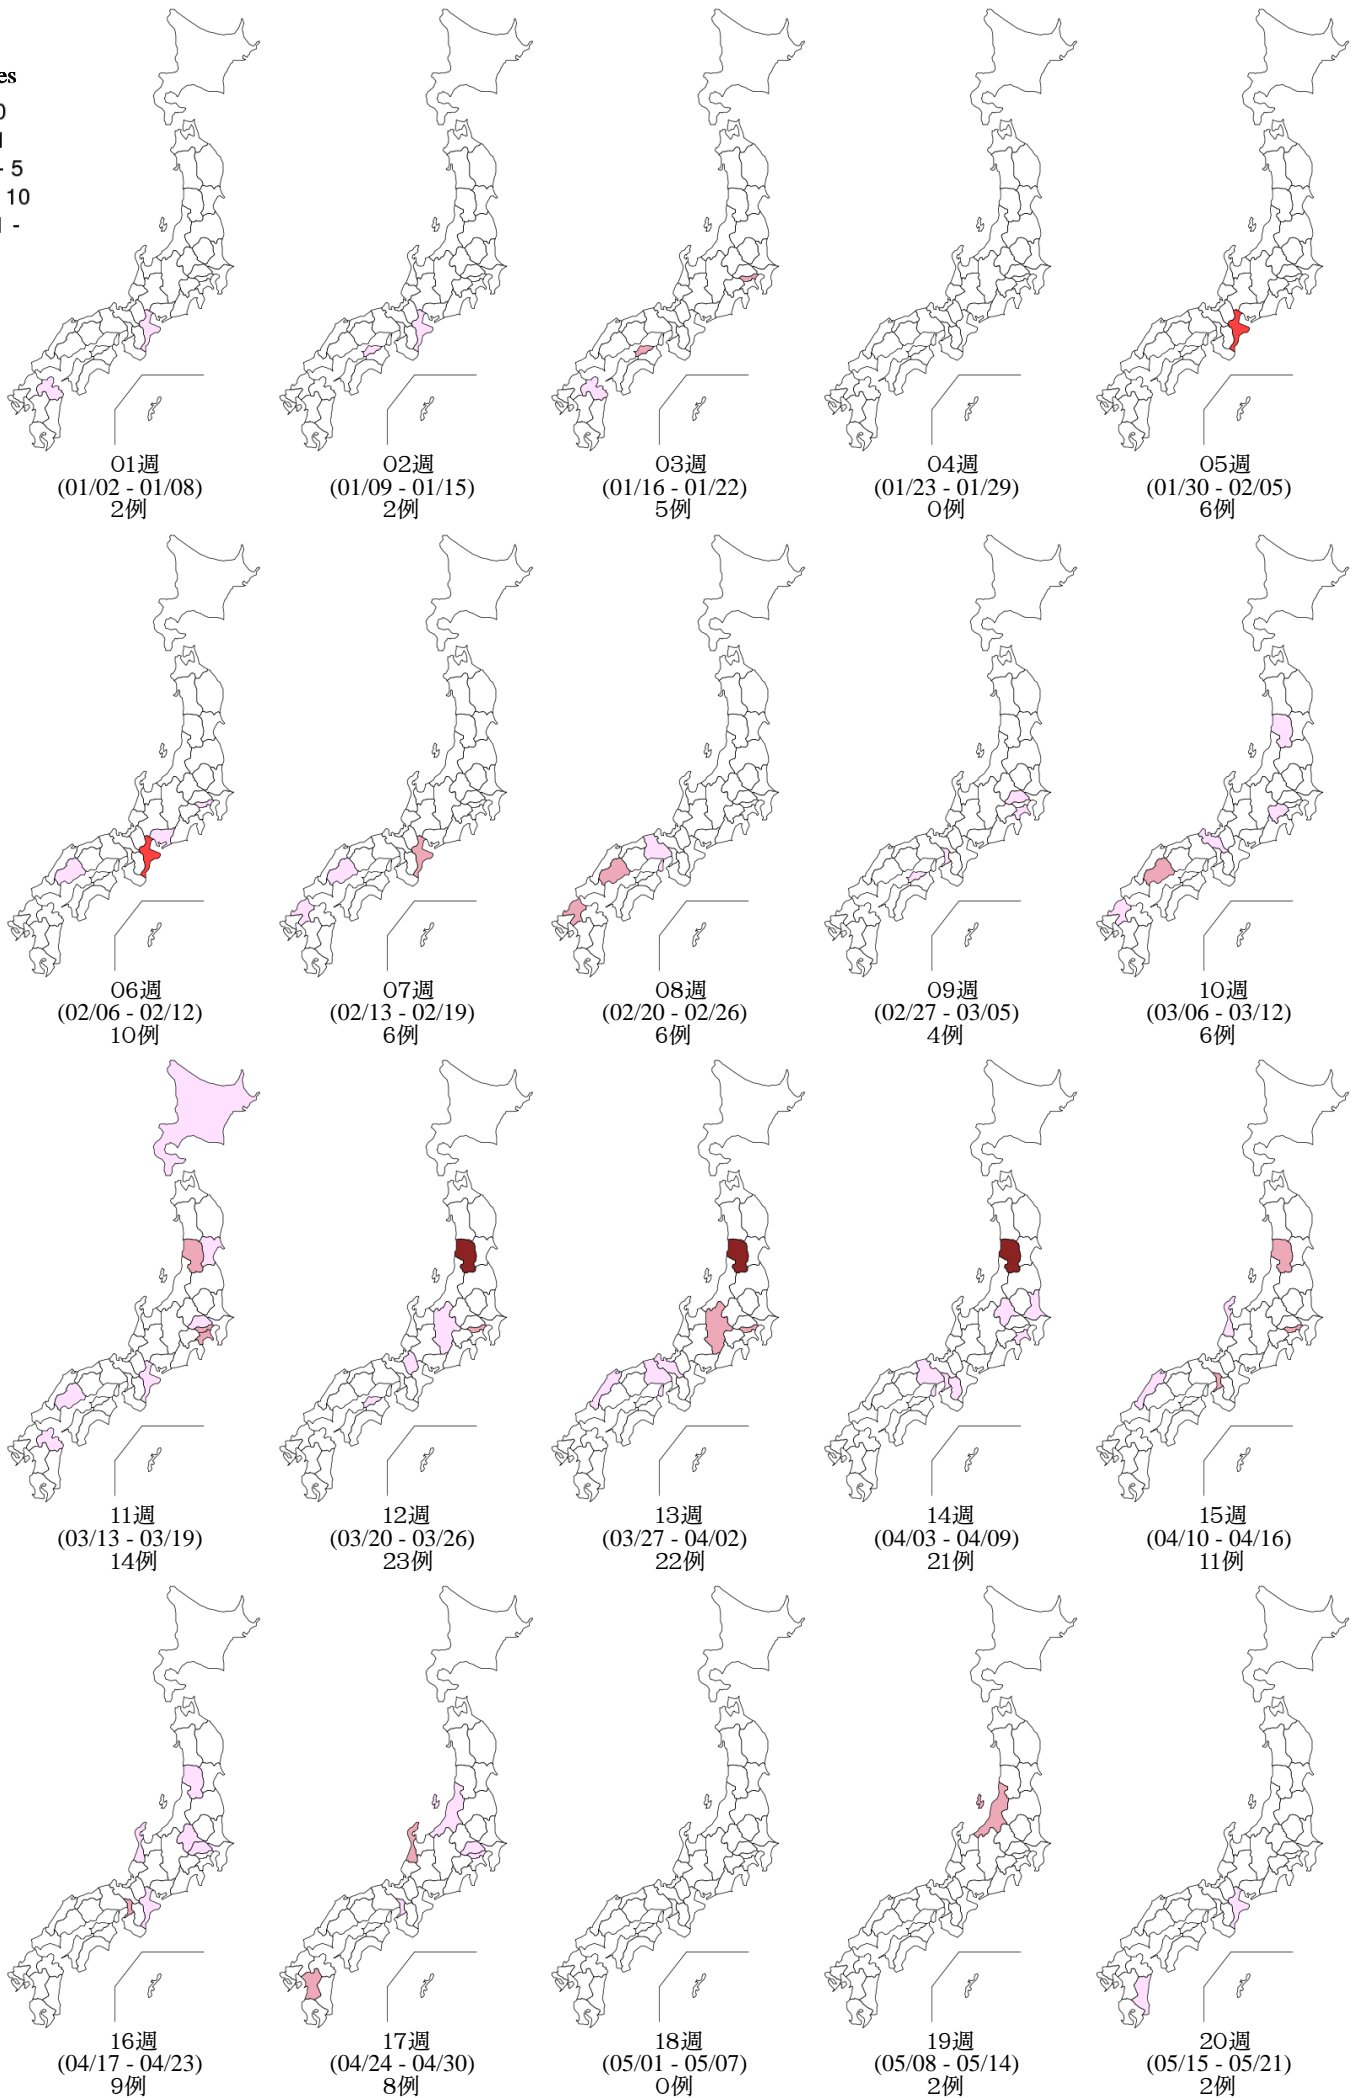 es
0
1
- 5
10
-
01週
(01/02 - 01/08)
2例
02週
(01/09 - 01/15)
2例
03週
(01/16 - 01/22)
5例
04週
(01/23 - 01/29)
0例
05週
(01/30 - 02/05)
6例
06週
(02/06 - 02/12)
10例
07週
(02/13 - 02/19)
6例
08週
(02/20 - 02/26)
6例
09週
(02/27 - 03/05)
4例
10週
(03/06 - 03/12)
6例
11週
(03/13 - 03/19)
14例
12週
(03/20 - 03/26)
23例
13週
(03/27 - 04/02)
22例
14週
(04/03 - 04/09)
21例
15週
(04/10 - 04/16)
11例
16週
(04/17 - 04/23)
9例
17週
(04/24 - 04/30)
8例
18週
(05/01 - 05/07)
0例
19週
(05/08 - 05/14)
2例
20週
(05/15 - 05/21)
2例